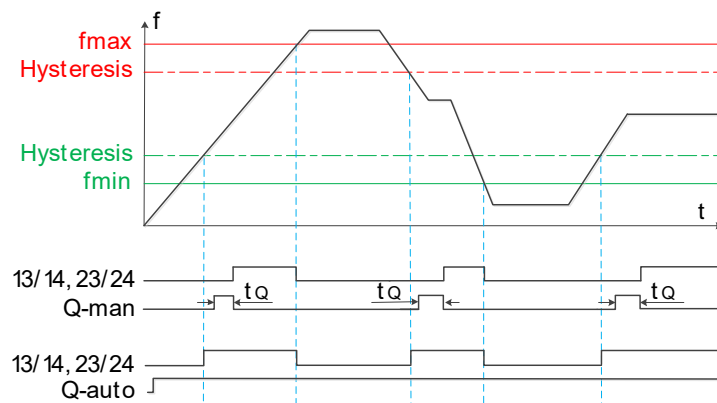 f
fmax
Hysteresis
Hysteresis
fmin
t
13/14, 23/24
tQ tQ tQ
Q-man
13/14, 23/24
Q-auto